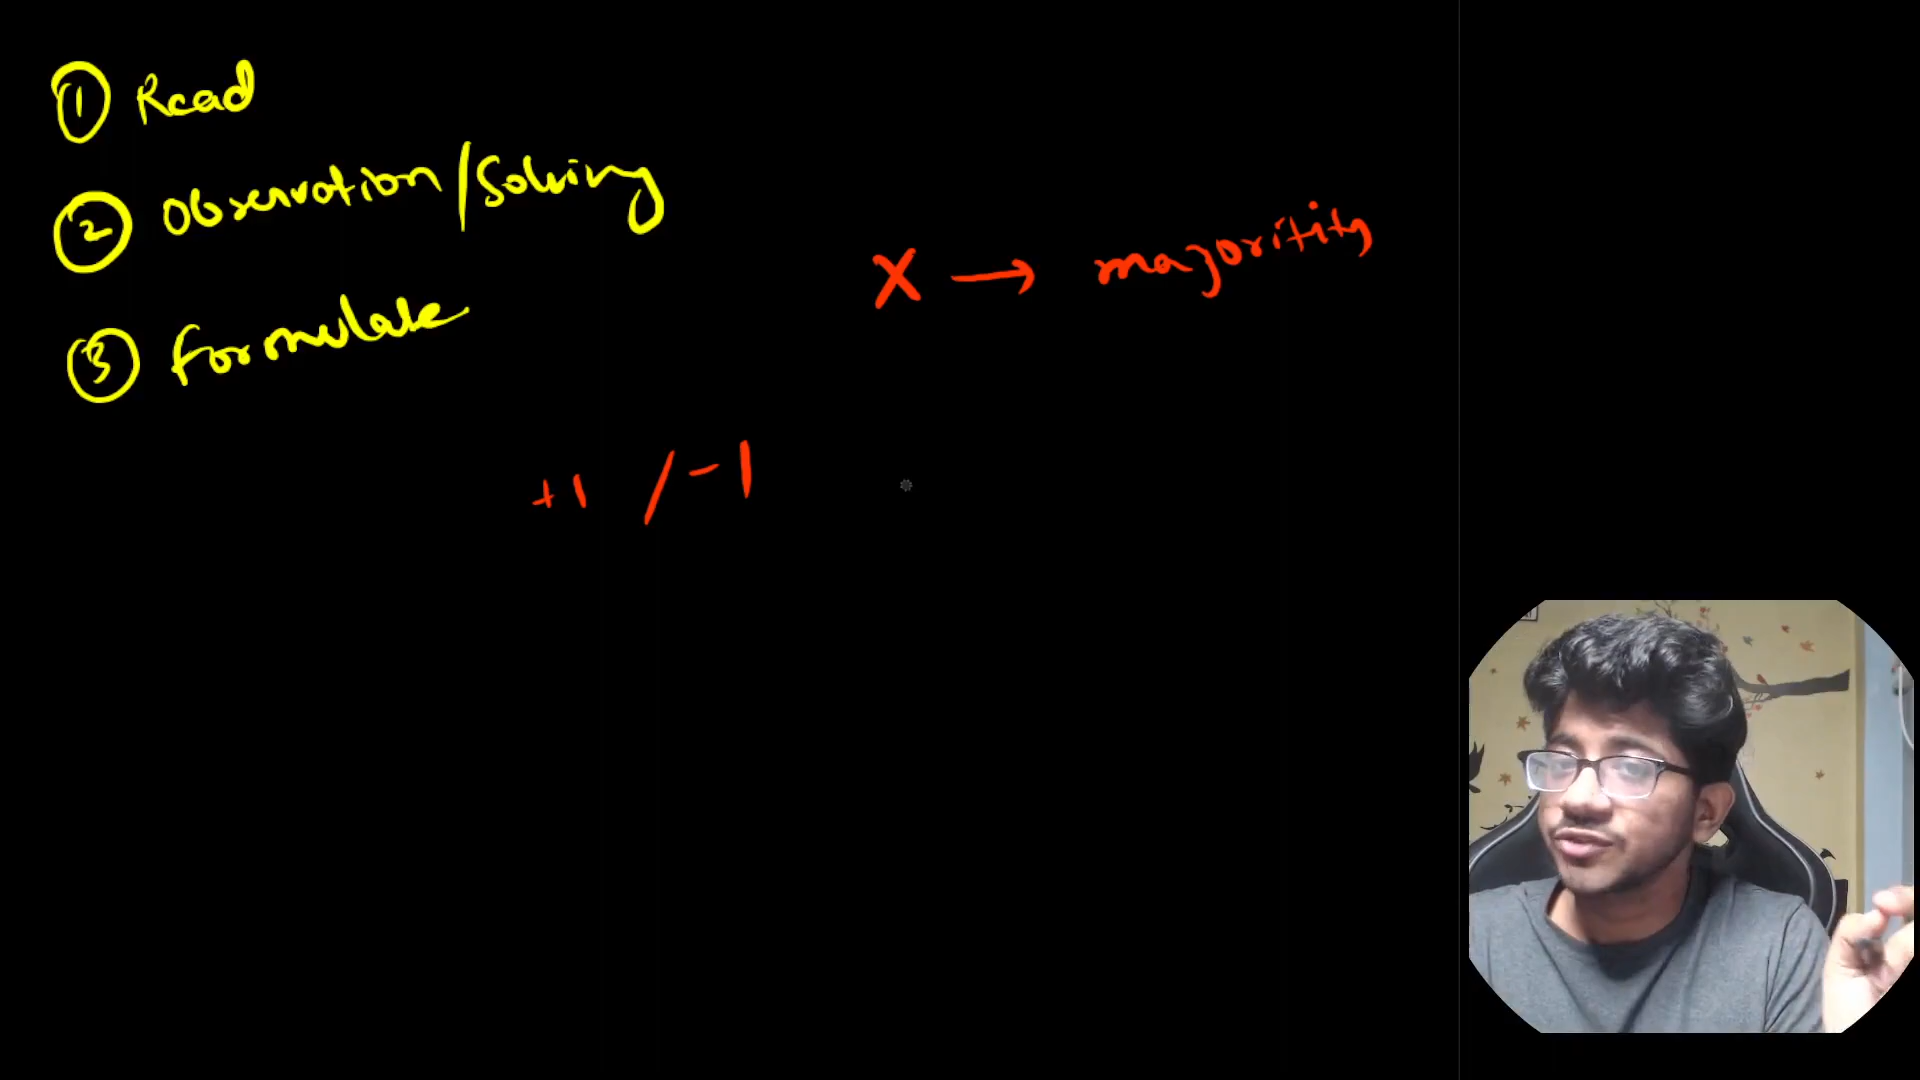 ① Read
② Observation/Solving
③ Formulate
X → majoritity
+1 / -1